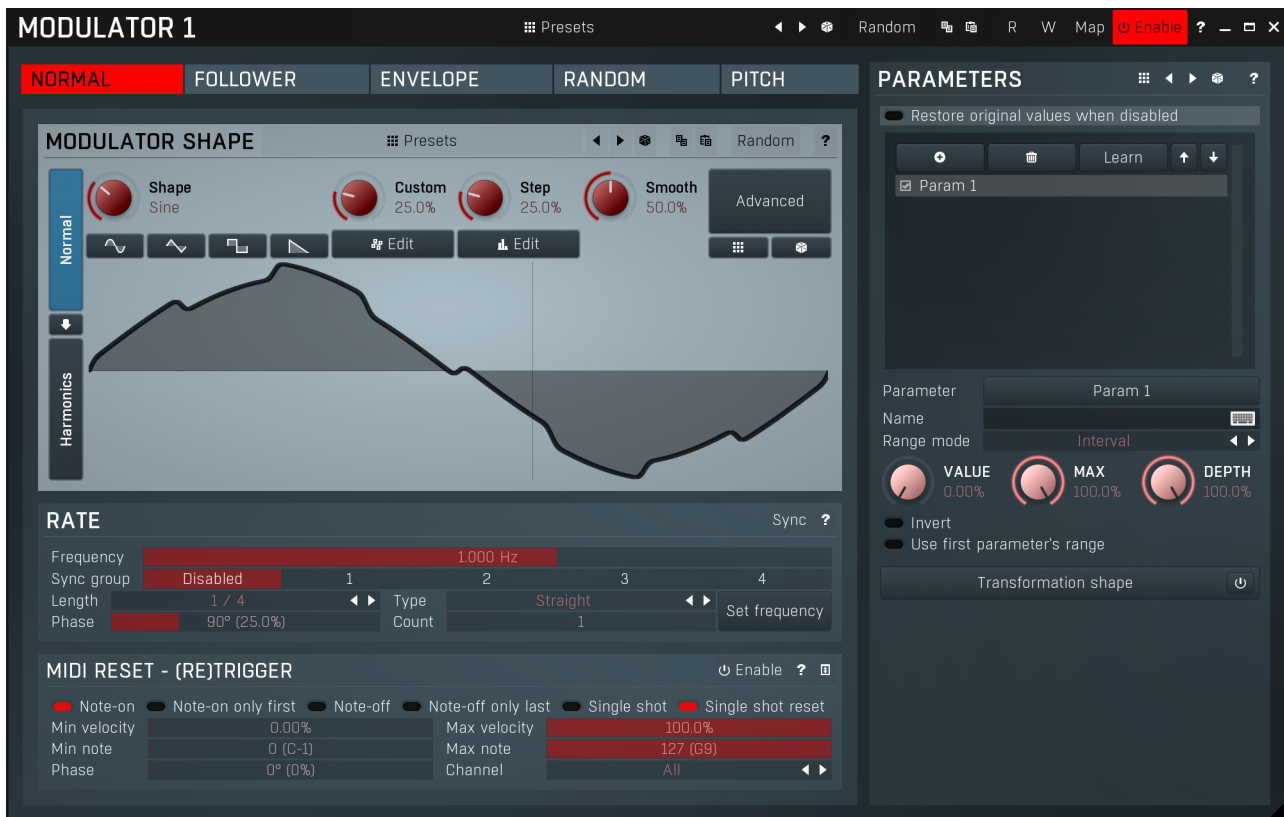 MODULATOR 1 Presets Random R W Map Enable ?
NORMAL FOLLOWER ENVELOPE RANDOM PITCH
MODULATOR SHAPE Presets Random ?
Normal
Harmonics
Shape
Sine
Custom
25.0%
Step
25.0%
Smooth
50.0%
Advanced
Edit Edit
RATE Sync ?
Frequency 1.000 Hz
Sync group Disabled 1 2 3 4
Length 1 / 4 Type Straight
Phase 90° (25.0%) Count 1
Set frequency
MIDI RESET - (RE)TRIGGER Enable ?
Note-on Note-on only first Note-off Note-off only last Single shot Single shot reset
Min velocity 0.00% Max velocity 100.0%
Min note 0 (C-1) Max note 127 (G9)
Phase 0° (0%) Channel All
PARAMETERS ?
Restore original values when disabled
Learn
Param 1
Parameter Param 1
Name
Range mode Interval
VALUE
0.00%
MAX
100.0%
DEPTH
100.0%
Invert
Use first parameter's range
Transformation shape